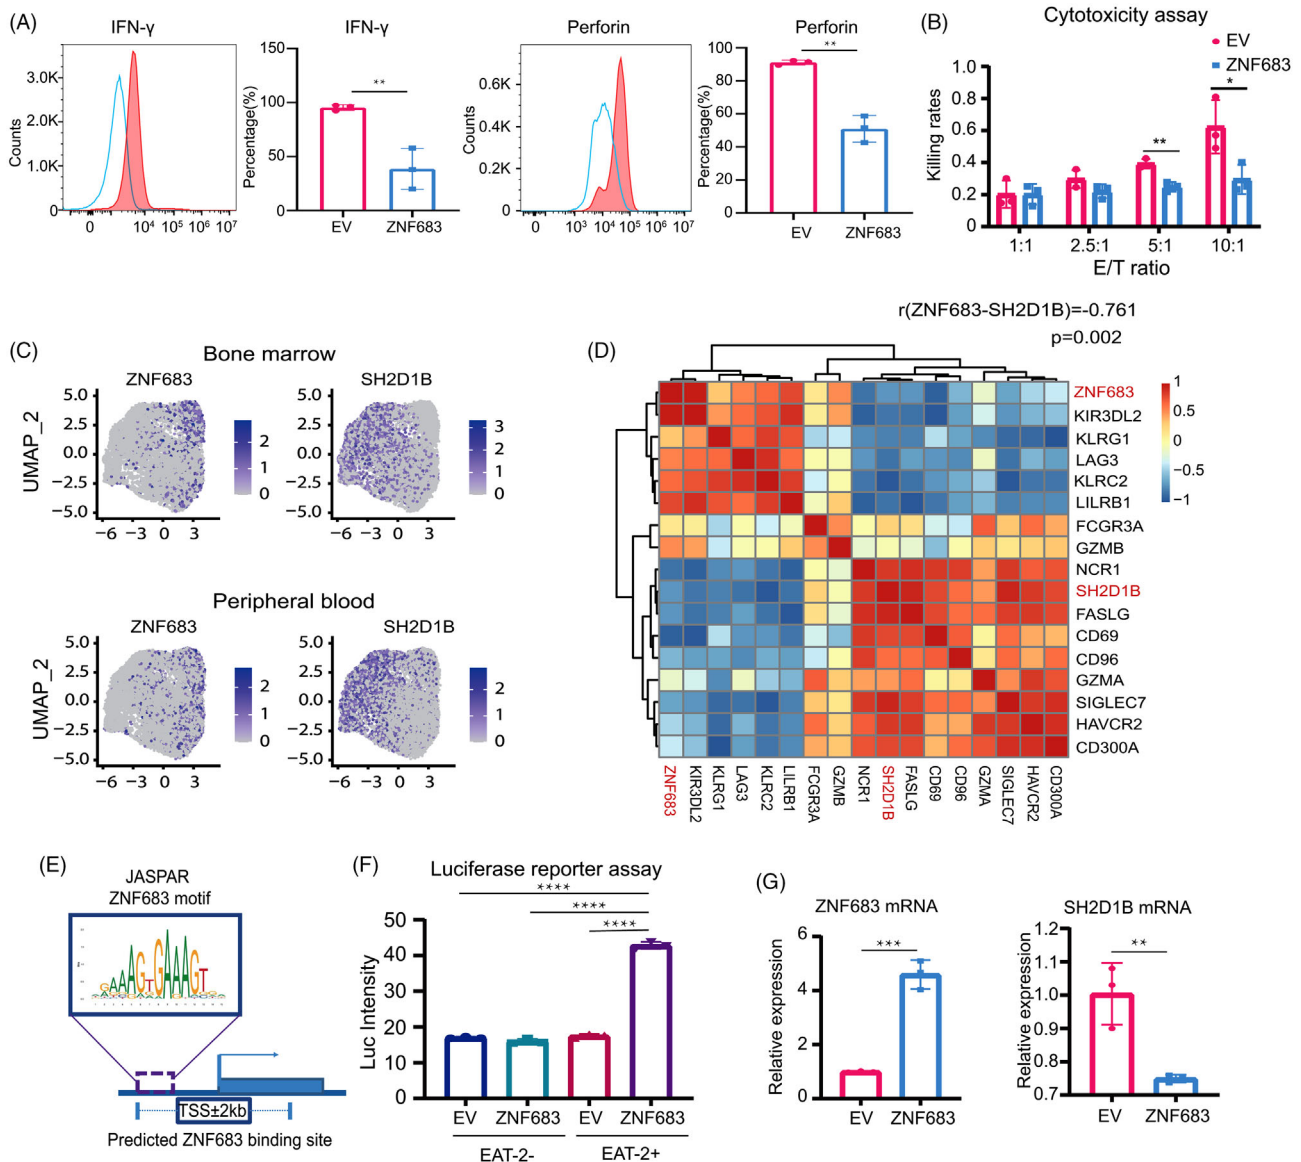 (A)
IFN-γ
Counts
3.0K
2.0K
1.0K
0
0 10⁴ 10⁵ 10⁶ 10⁷
IFN-γ
Percentage(%)
150
100
50
0
**
EV ZNF683
Perforin
Counts
0.6K
0.4K
0.2K
0
0 10³ 10⁴ 10⁵ 10⁶ 10⁷
Perforin
Percentage(%)
100
80
60
40
20
0
**
EV ZNF683
(B)
Cytotoxicity assay
EV
ZNF683
Killing rates
1.0
0.8
0.6
0.4
0.2
0
**
*
1:1 2.5:1 5:1 10:1
E/T ratio
(C)
Bone marrow
ZNF683 SH2D1B
UMAP_2
5.0
2.5
0.0
−2.5
−5.0
−6 −3 0 3
2
1
0
5.0
2.5
0.0
−2.5
−5.0
−6 −3 0 3
3
2
1
0
Peripheral blood
ZNF683 SH2D1B
UMAP_2
5.0
2.5
0.0
−2.5
−5.0
−6 −3 0 3
2
1
0
5.0
2.5
0.0
−2.5
−5.0
−6 −3 0 3
2
1
0
(D)
r(ZNF683-SH2D1B)=-0.761
p=0.002
ZNF683
KIR3DL2
KLRG1
LAG3
KLRC2
LILRB1
FCGR3A
GZMB
NCR1
SH2D1B
FASLG
CD69
CD96
GZMA
SIGLEC7
HAVCR2
CD300A
1
0.5
0
−0.5
−1
ZNF683
KIR3DL2
KLRG1
LAG3
KLRC2
LILRB1
FCGR3A
GZMB
NCR1
SH2D1B
FASLG
CD69
CD96
GZMA
SIGLEC7
HAVCR2
CD300A
(E)
JASPAR
ZNF683 motif
TSS±2kb
Predicted ZNF683 binding site
(F)
Luciferase reporter assay
****
****
****
Luc Intensity
50
40
30
20
10
0
EV ZNF683 EV ZNF683
EAT-2- EAT-2+
(G)
ZNF683 mRNA
Relative expression
6
4
2
0
***
EV ZNF683
SH2D1B mRNA
Relative expression
1.2
1.1
1.0
0.9
0.8
0.7
**
EV ZNF683